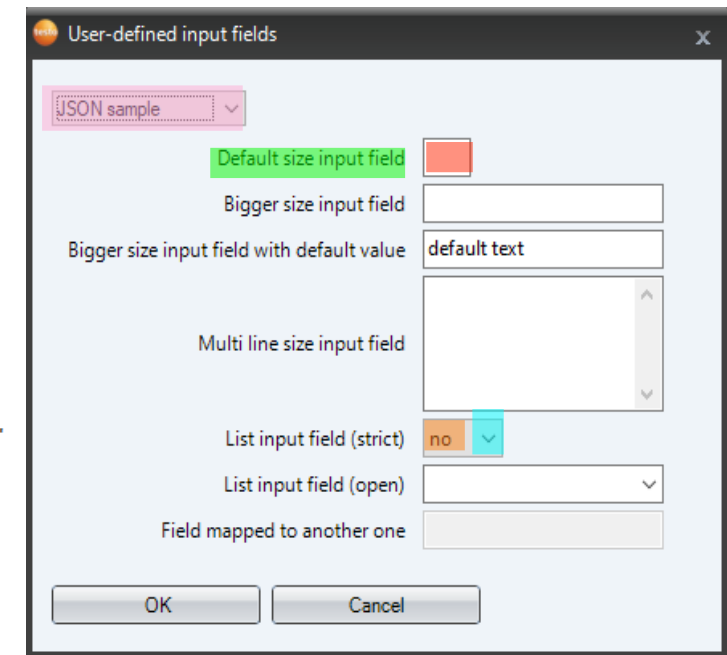 testo User-defined input fields x
JSON sample
Default size input field
Bigger size input field
Bigger size input field with default value default text
Multi line size input field
List input field (strict) no
List input field (open)
Field mapped to another one
OK Cancel